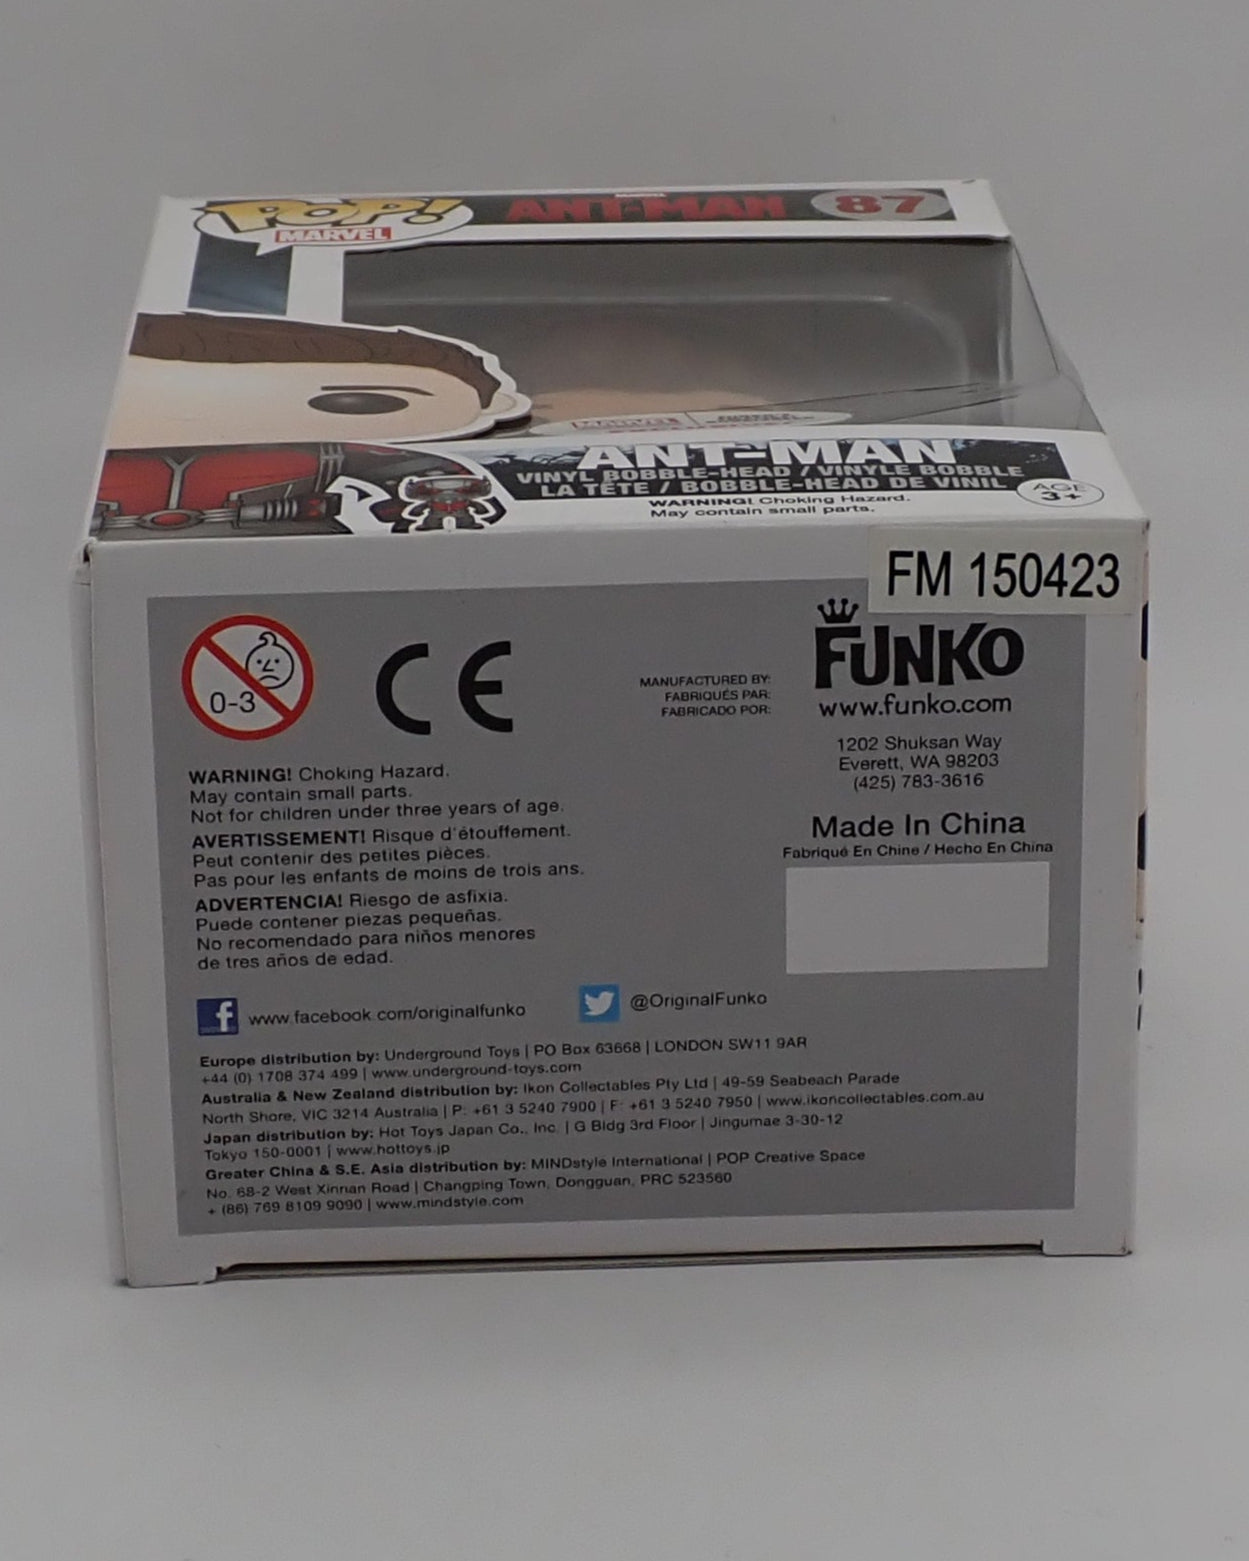 POP!
MARVEL
MARVEL
ANT-MAN
87
ANT-MAN
VINYL BOBBLE-HEAD / VINYLE BOBBLE
LA TÊTE / BOBBLE-HEAD DE VINIL
WARNING! Choking Hazard.
May contain small parts.
AGE
3+
FM 150423
0-3
CE
MANUFACTURED BY:
FABRIQUÉS PAR:
FABRICADO POR:
FUNKO
www.funko.com
1202 Shuksan Way
Everett, WA 98203
(425) 783-3616
Made In China
Fabriqué En Chine / Hecho En China
WARNING! Choking Hazard.
May contain small parts.
Not for children under three years of age.
AVERTISSEMENT! Risque d'étouffement.
Peut contenir des petites pièces.
Pas pour les enfants de moins de trois ans.
ADVERTENCIA! Riesgo de asfixia.
Puede contener piezas pequeñas.
No recomendado para niños menores
de tres años de edad.
f www.facebook.com/originalfunko
@OriginalFunko
Europe distribution by: Underground Toys | PO Box 63668 | LONDON SW11 9AR
+44 (0) 1708 374 499 | www.underground-toys.com
Australia & New Zealand distribution by: Ikon Collectables Pty Ltd | 49-59 Seabeach Parade
North Shore, VIC 3214 Australia | P: +61 3 5240 7900 | F: +61 3 5240 7950 | www.ikoncollectables.com.au
Japan distribution by: Hot Toys Japan Co., Inc. | G Bldg 3rd Floor | Jingumae 3-30-12
Tokyo 150-0001 | www.hottoys.jp
Greater China & S.E. Asia distribution by: MINDstyle International | POP Creative Space
No. 68-2 West Xinnan Road | Changping Town, Dongguan, PRC 523560
+ (86) 769 8109 9090 | www.mindstyle.com